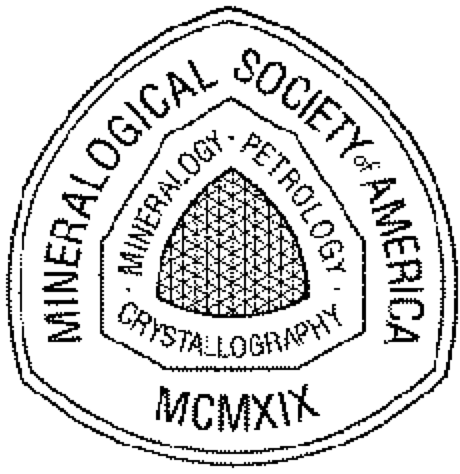 MINERALOGICAL SOCIETY of AMERICA
· MINERALOGY · PETROLOGY ·
CRYSTALLOGRAPHY
MCMXIX